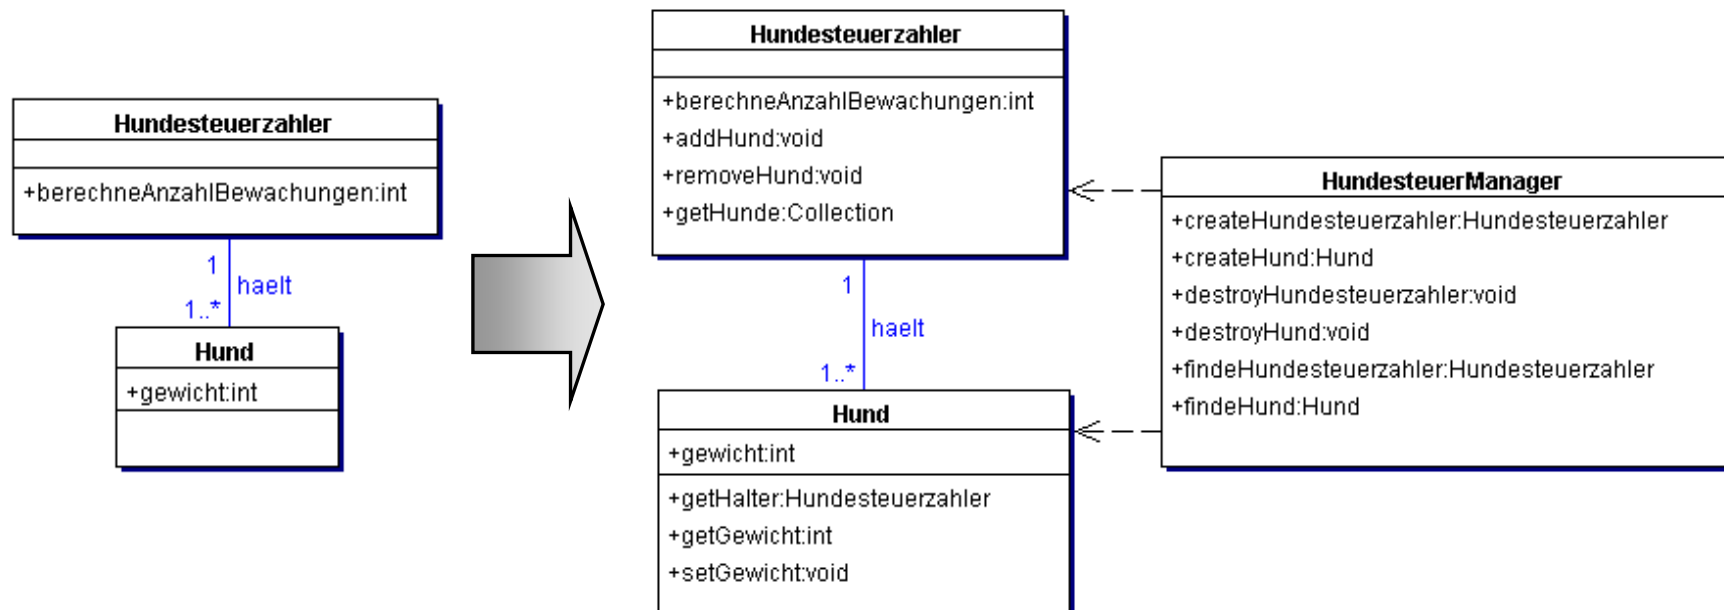 Hundesteuerzahler
+berechneAnzahlBewachungen:int
1
haelt
1..*
Hund
+gewicht:int
Hundesteuerzahler
+berechneAnzahlBewachungen:int
+addHund:void
+removeHund:void
+getHunde:Collection
1
haelt
1..*
Hund
+gewicht:int
+getHalter:Hundesteuerzahler
+getGewicht:int
+setGewicht:void
HundesteuerManager
+createHundesteuerzahler:Hundesteuerzahler
+createHund:Hund
+destroyHundesteuerzahler:void
+destroyHund:void
+findeHundesteuerzahler:Hundesteuerzahler
+findeHund:Hund